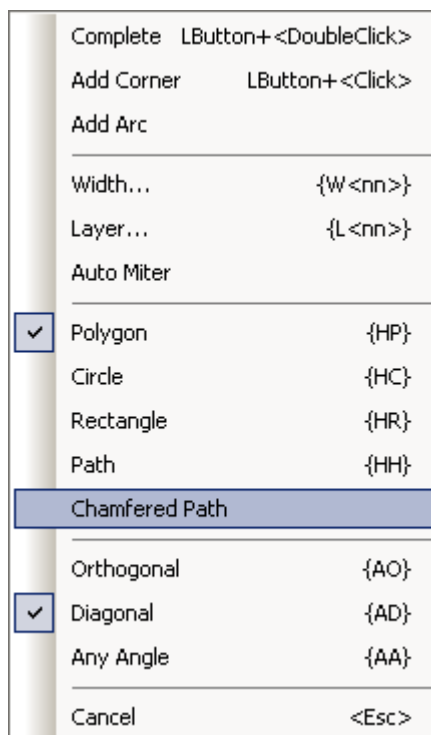 Complete LButton+<DoubleClick>
Add Corner LButton+<Click>
Add Arc
Width... {W<nn>}
Layer... {L<nn>}
Auto Miter
Polygon {HP}
Circle {HC}
Rectangle {HR}
Path {HH}
Chamfered Path
Orthogonal {AO}
Diagonal {AD}
Any Angle {AA}
Cancel <Esc>